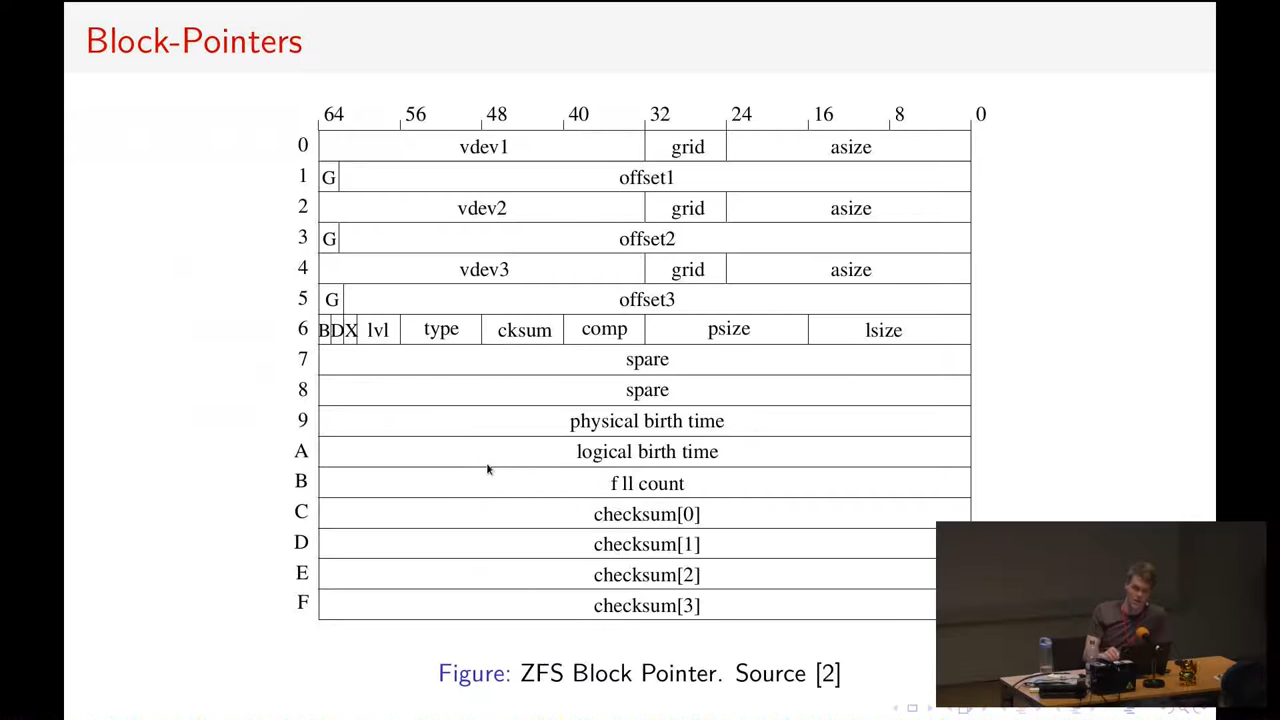 Block-Pointers
64 56 48 40 32 24 16 8 0
0 vdev1 grid asize
1 G offset1
2 vdev2 grid asize
3 G offset2
4 vdev3 grid asize
5 G offset3
6 B D X lvl type cksum comp psize lsize
7 spare
8 spare
9 physical birth time
A logical birth time
B f ll count
C checksum[0]
D checksum[1]
E checksum[2]
F checksum[3]
Figure: ZFS Block Pointer. Source [2]